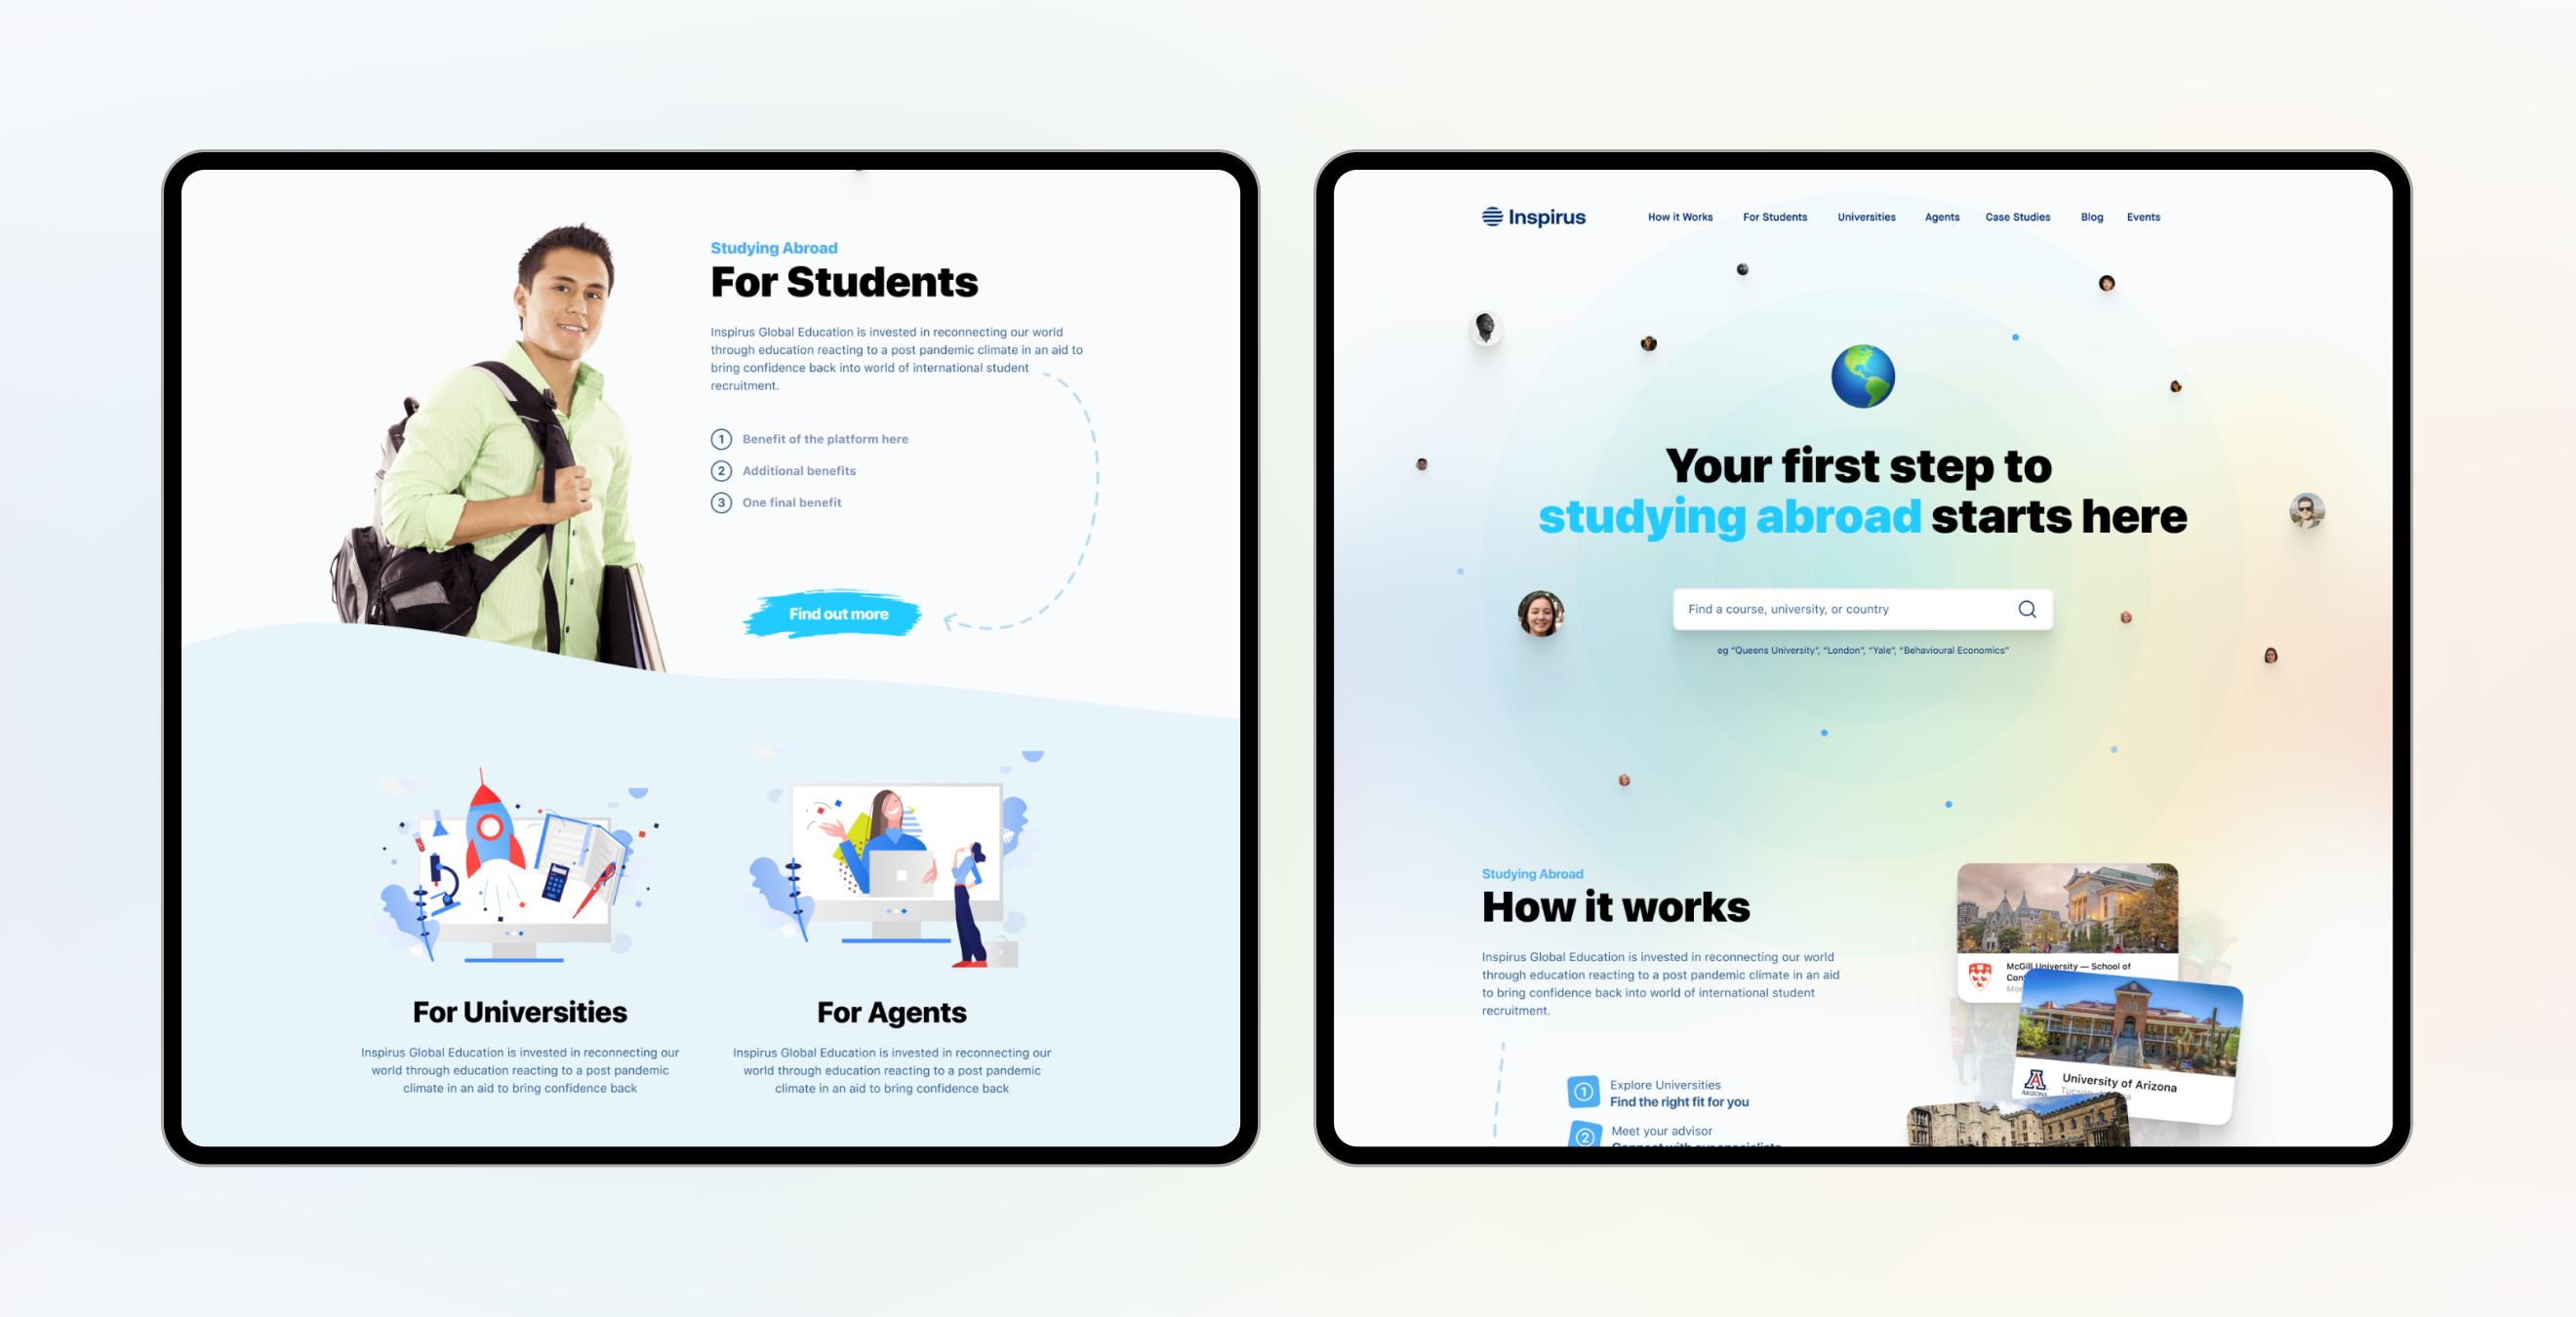 Studying Abroad
For Students
Inspirus Global Education is invested in reconnecting our world
through education reacting to a post pandemic climate in an aid to
bring confidence back into world of international student
recruitment.
1 Benefit of the platform here
2 Additional benefits
3 One final benefit
Find out more
For Universities
Inspirus Global Education is invested in reconnecting our
world through education reacting to a post pandemic
climate in an aid to bring confidence back
For Agents
Inspirus Global Education is invested in reconnecting our
world through education reacting to a post pandemic
climate in an aid to bring confidence back
Inspirus
How it Works For Students Universities Agents Case Studies Blog Events
Your first step to
studying abroad starts here
Find a course, university, or country
eg “Queens University”, “London”, “Yale”, “Behavioural Economics”
Studying Abroad
How it works
Inspirus Global Education is invested in reconnecting our world
through education reacting to a post pandemic climate in an aid
to bring confidence back into world of international student
recruitment.
1 Explore Universities
Find the right fit for you
2 Meet your advisor
McGill University — School of
A ARIZONA
University of Arizona